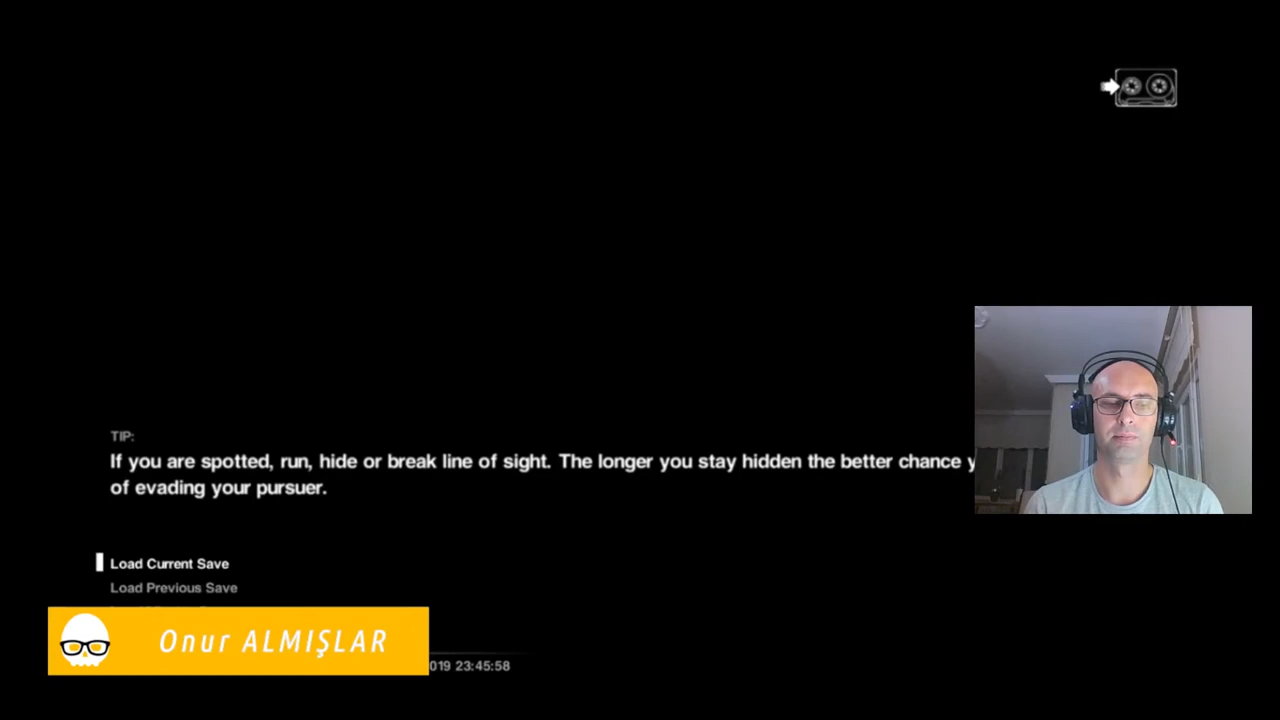 TIP:
If you are spotted, run, hide or break line of sight. The longer you stay hidden the better chance
of evading your pursuer.
Load Current Save
Load Previous Save
Onur ALMIŞLAR
019 23:45:58